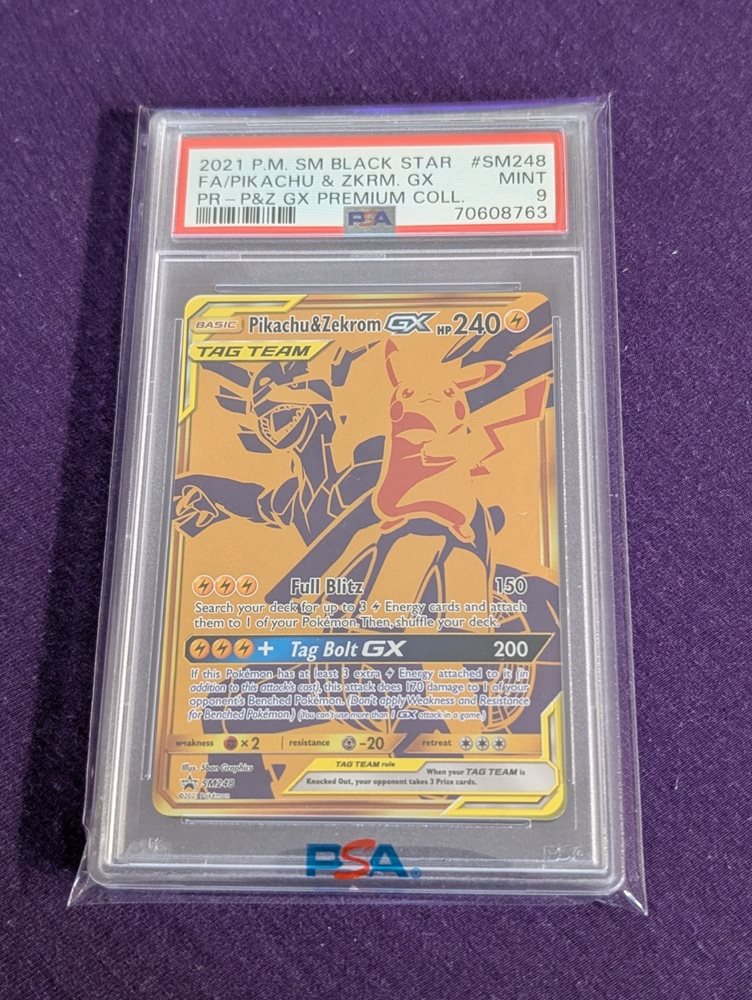 2021 P.M. SM BLACK STAR #SM248
FA/PIKACHU & ZKRM. GX MINT
PR - P&Z GX PREMIUM COLL. 9
PSA 70608763
BASIC Pikachu&Zekrom GX HP 240
TAG TEAM
Full Blitz 150
Search your deck for up to 3 Energy cards and attach
them to 1 of your Pokémon. Then, shuffle your deck.
+ Tag Bolt GX 200
If this Pokémon has at least 3 extra Energy attached to it (in
addition to this attack's cost), this attack does 170 damage to 1 of your
opponent's Benched Pokémon. (Don't apply Weakness and Resistance
for Benched Pokémon.) (You can't use more than 1 GX attack in a game.)
weakness × 2 resistance -20 retreat
Illus. 5ban Graphics
SM248
©2021 Pokémon
TAG TEAM rule
When your TAG TEAM is
Knocked Out, your opponent takes 3 Prize cards.
PSA®